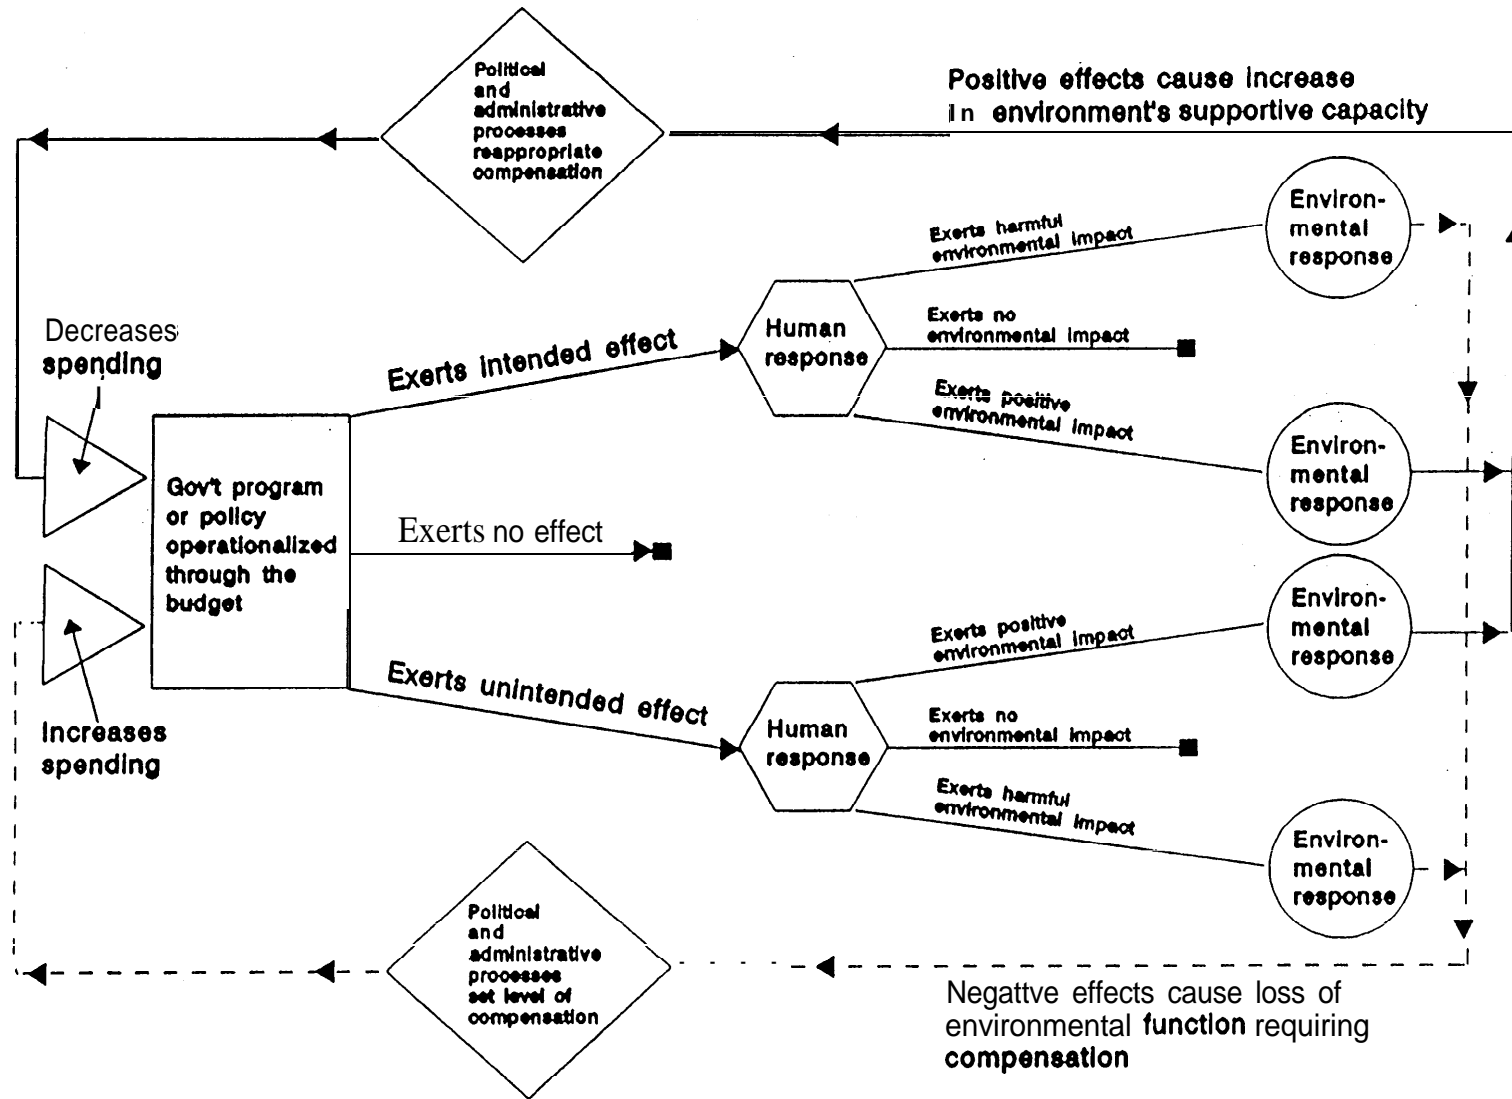 Political
and
administrative
processes
reappropriate
compensation
Positive effects cause increase
In environment's supportive capacity
Environ-
mental
response
Exerts harmful
environmental impact
Human
response
Exerts no
environmental impact
Exerts positive
environmental impact
Environ-
mental
response
Decreases
spending
Exerts intended effect
Gov't program
or policy
operationalized
through the
budget
Exerts no effect
Exerts unintended effect
Increases
spending
Exerts positive
environmental impact
Environ-
mental
response
Human
response
Exerts no
environmental impact
Exerts harmful
environmental impact
Environ-
mental
response
Political
and
administrative
processes
set level of
compensation
Negattve effects cause loss of
environmental function requiring
compensation